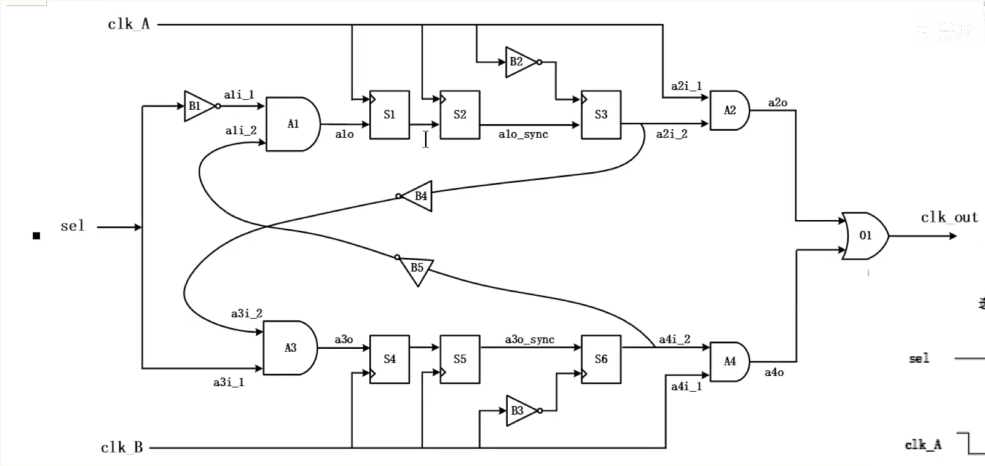 clk_A
B2
a2i_1
A2
a2o
B1
a1i_1
A1
a1i_2
a1o
S1
S2
a1o_sync
S3
a2i_2
B4
sel
clk_out
O1
B5
a3i_2
A3
a3o
a3i_1
S4
S5
a3o_sync
S6
a4i_2
A4
a4i_1
a4o
B3
sel
clk_B
clk_A